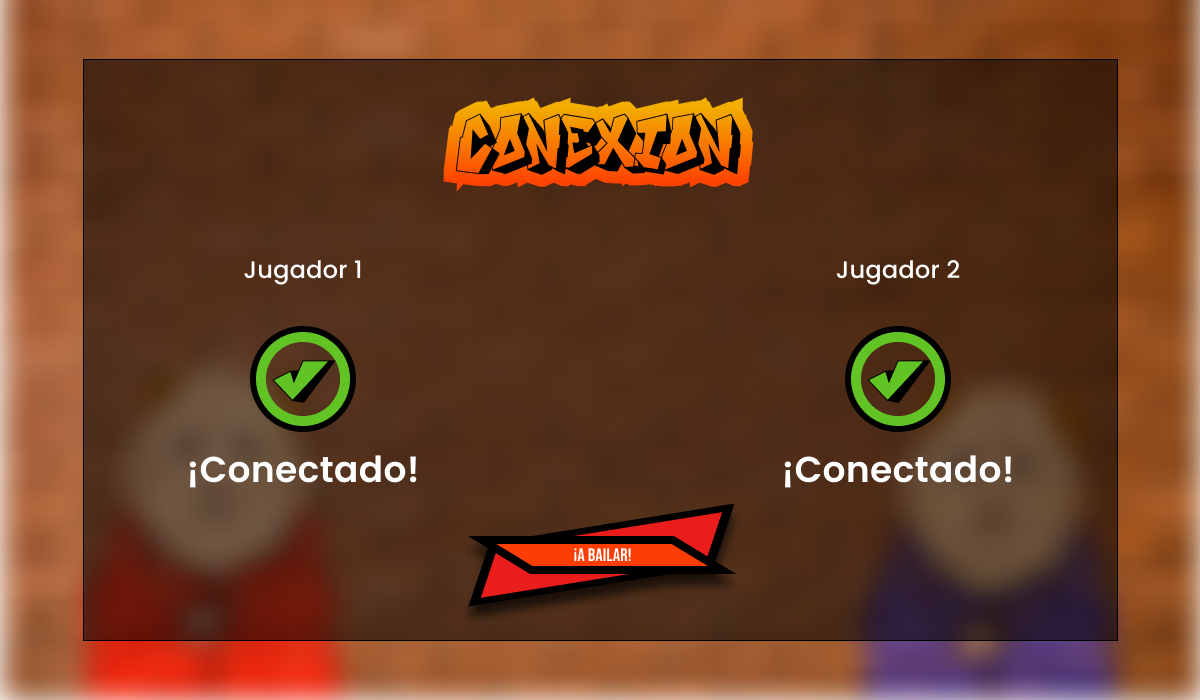 CONEXION
Jugador 1
Jugador 2
¡Conectado!
¡Conectado!
¡A BAILAR!